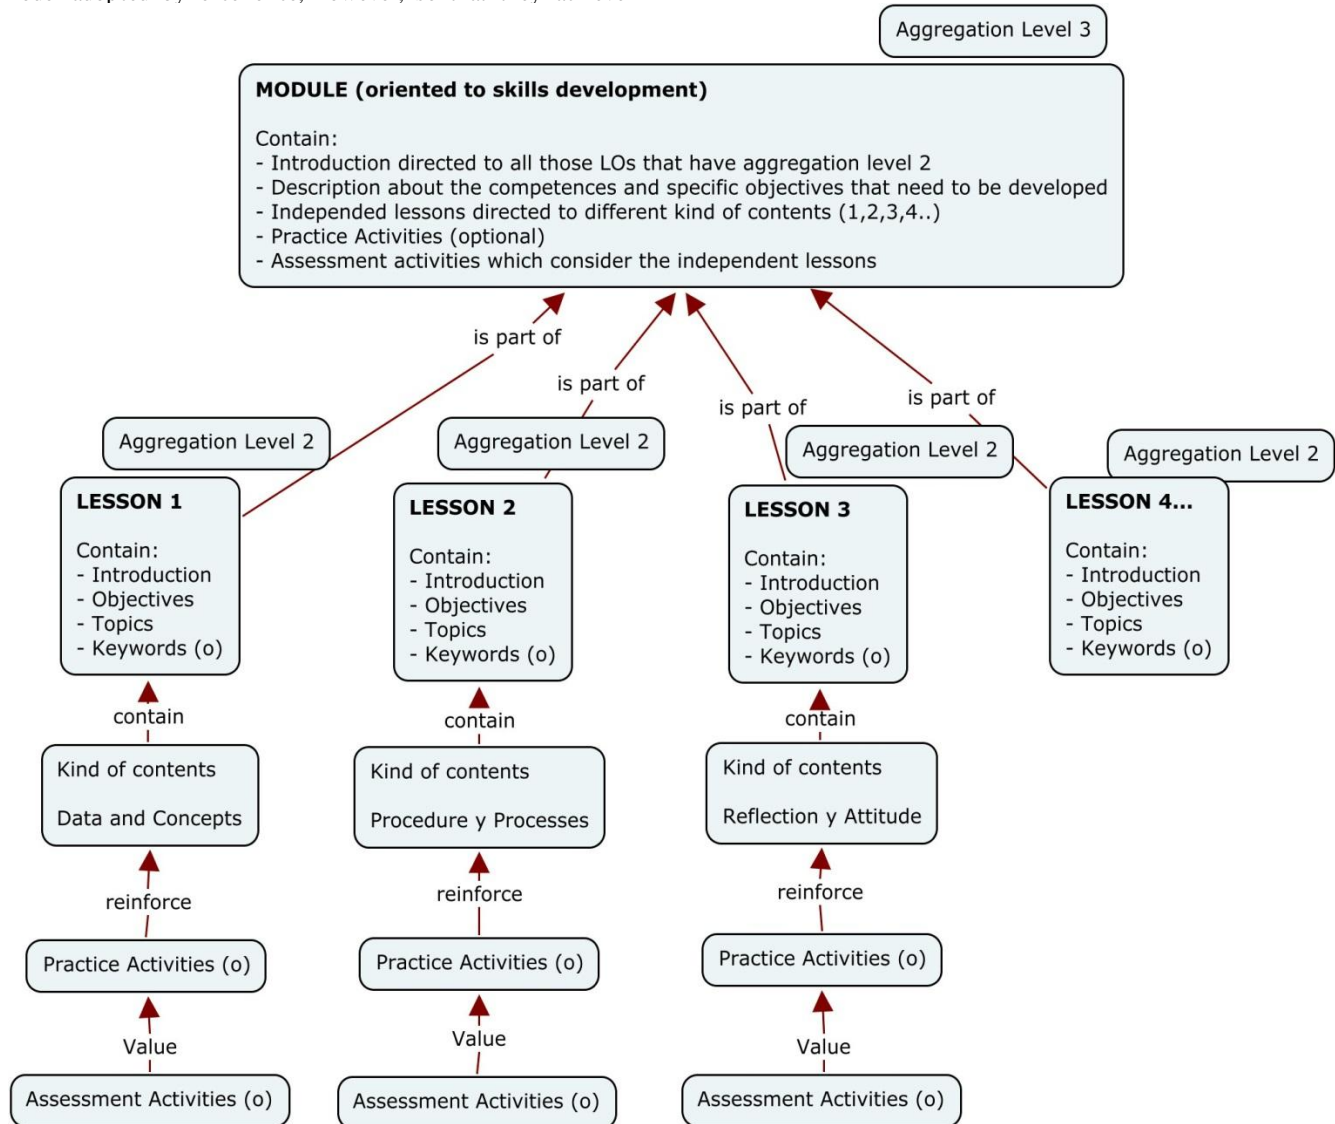 Aggregation Level 3
MODULE (oriented to skills development)
Contain:
- Introduction directed to all those LOs that have aggregation level 2
- Description about the competences and specific objectives that need to be developed
- Independed lessons directed to different kind of contents (1,2,3,4..)
- Practice Activities (optional)
- Assessment activities which consider the independent lessons
is part of
is part of
is part of
is part of
Aggregation Level 2
LESSON 1
Contain:
- Introduction
- Objectives
- Topics
- Keywords (o)
contain
Kind of contents
Data and Concepts
reinforce
Practice Activities (o)
Value
Assessment Activities (o)
Aggregation Level 2
LESSON 2
Contain:
- Introduction
- Objectives
- Topics
- Keywords (o)
contain
Kind of contents
Procedure y Processes
reinforce
Practice Activities (o)
Value
Assessment Activities (o)
Aggregation Level 2
LESSON 3
Contain:
- Introduction
- Objectives
- Topics
- Keywords (o)
contain
Kind of contents
Reflection y Attitude
reinforce
Practice Activities (o)
Value
Assessment Activities (o)
Aggregation Level 2
LESSON 4...
Contain:
- Introduction
- Objectives
- Topics
- Keywords (o)